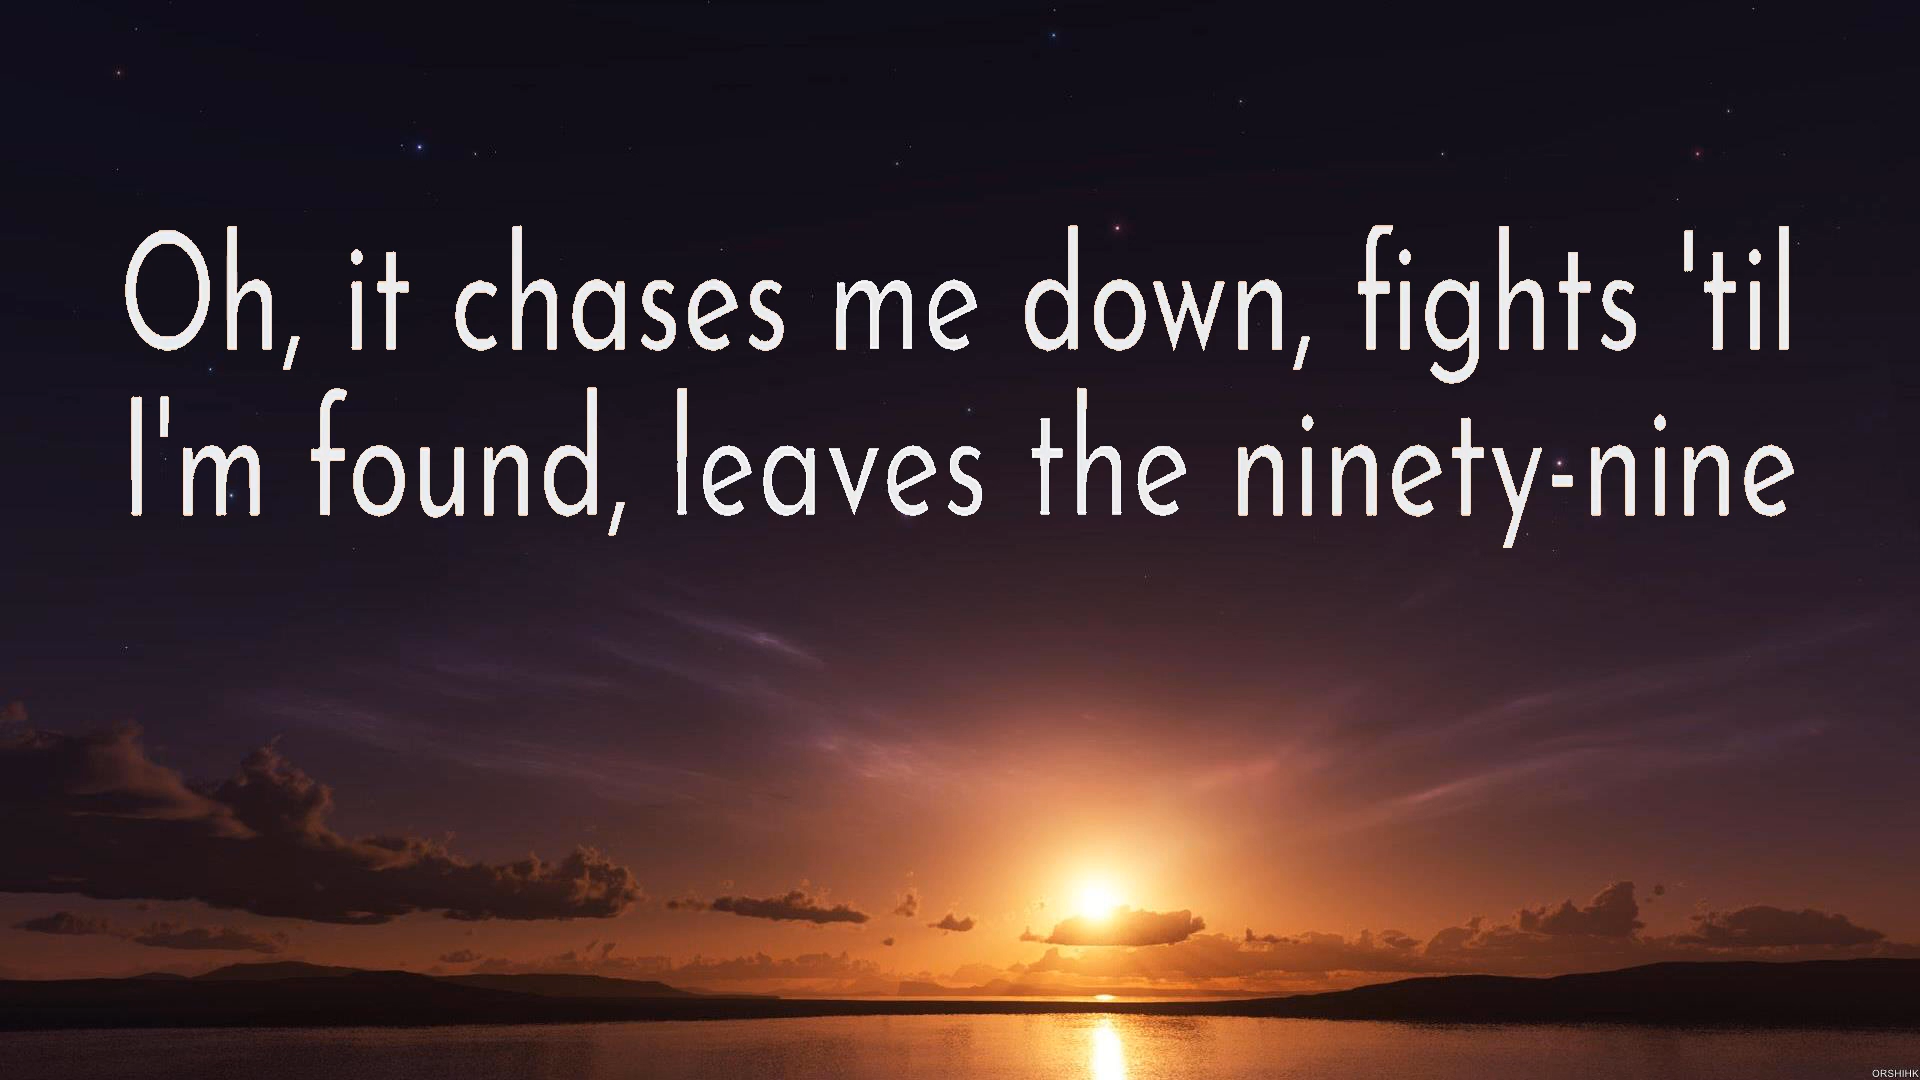 Oh, it chases me down, fights 'til
I'm found, leaves the ninety-nine
ORSHIHK